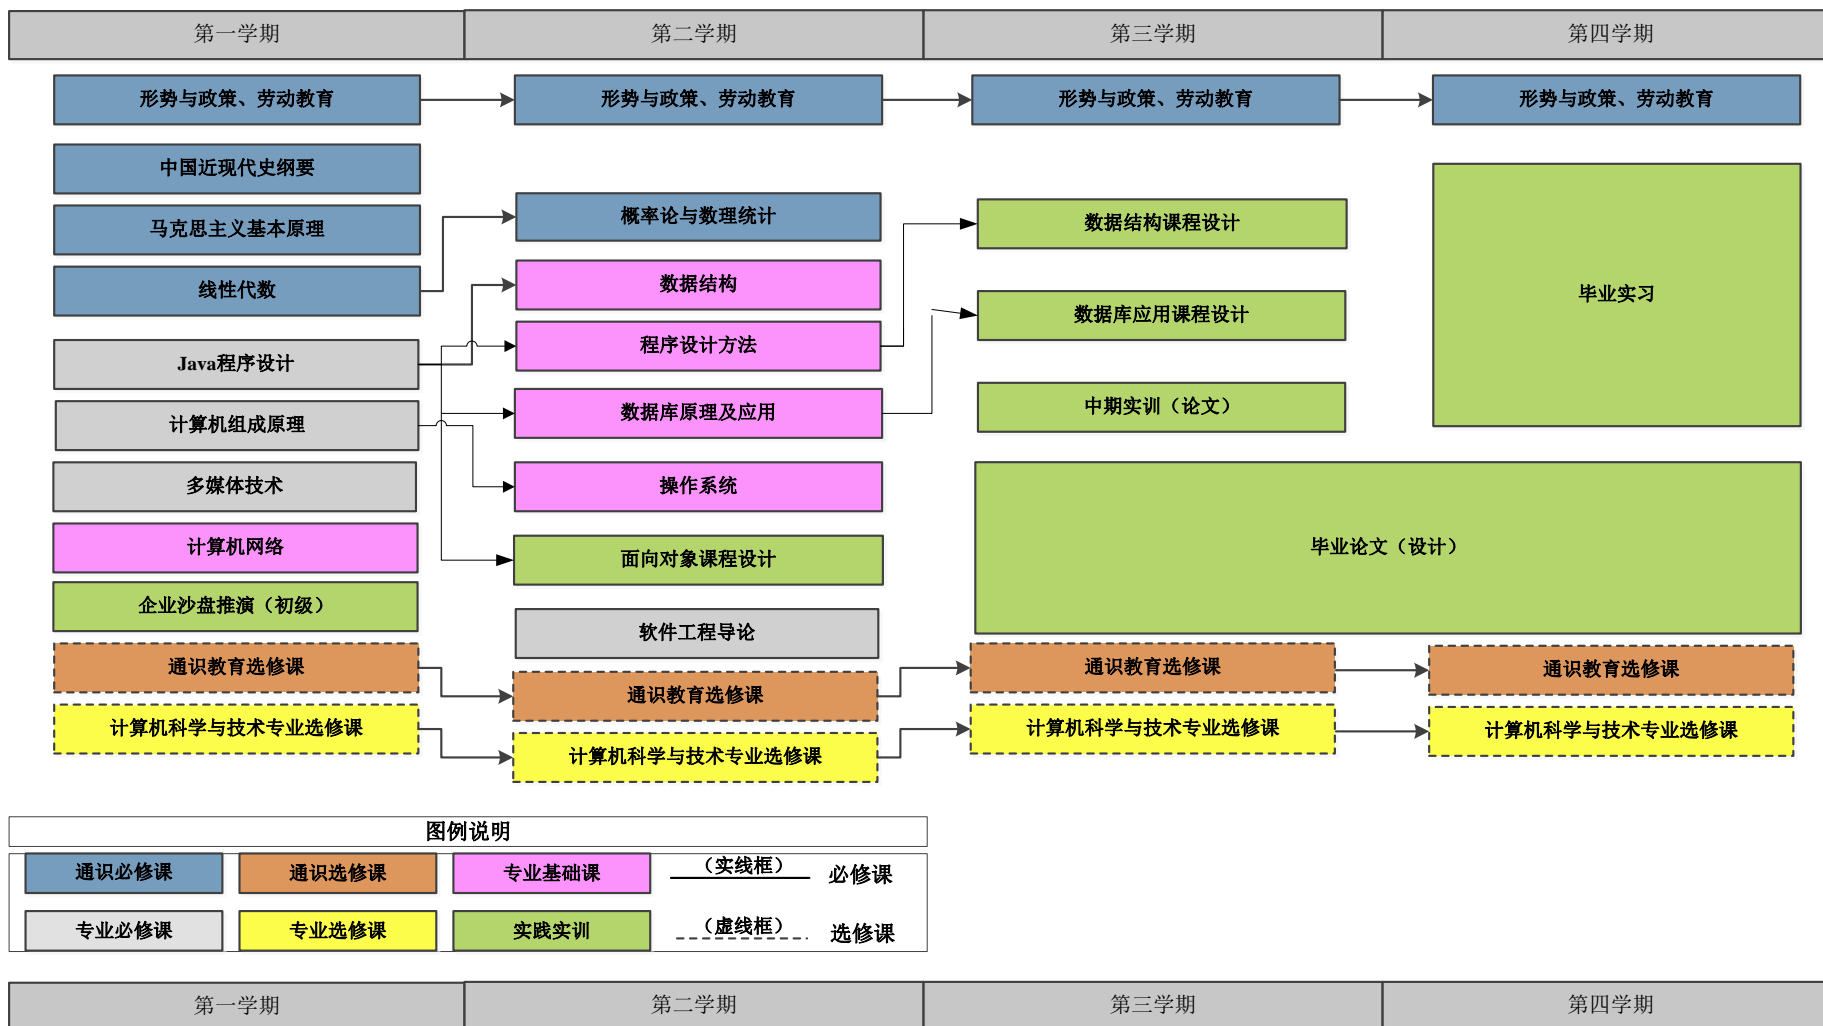 第一学期
第二学期
第三学期
第四学期
形势与政策、劳动教育
形势与政策、劳动教育
形势与政策、劳动教育
形势与政策、劳动教育
中国近现代史纲要
马克思主义基本原理
线性代数
Java程序设计
计算机组成原理
多媒体技术
计算机网络
企业沙盘推演（初级）
通识教育选修课
计算机科学与技术专业选修课
概率论与数理统计
数据结构
程序设计方法
数据库原理及应用
操作系统
面向对象课程设计
软件工程导论
通识教育选修课
计算机科学与技术专业选修课
数据结构课程设计
数据库应用课程设计
中期实训（论文）
毕业实习
毕业论文（设计）
通识教育选修课
计算机科学与技术专业选修课
通识教育选修课
计算机科学与技术专业选修课
图例说明
通识必修课
通识选修课
专业基础课
（实线框）
必修课
专业必修课
专业选修课
实践实训
（虚线框）
选修课
第一学期
第二学期
第三学期
第四学期